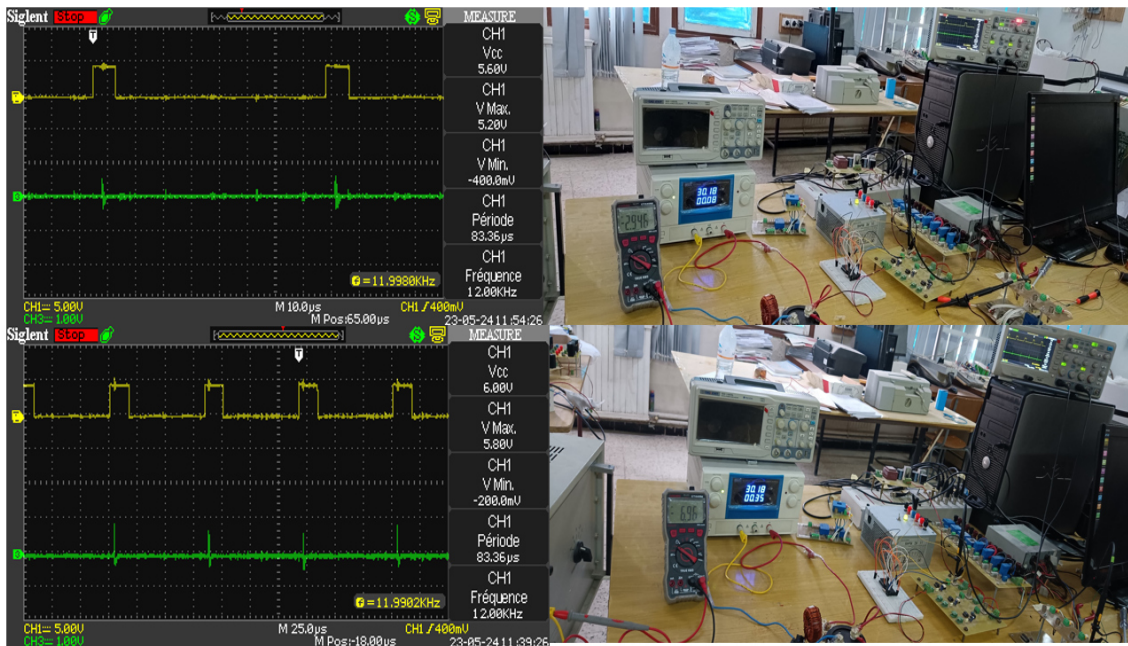 Siglent Stop MEASURE
CH1
Vcc
5.60V
CH1
V Max.
5.20V
CH1
V Min.
-400.0mV
CH1
Période
83.36µs
CH1
Fréquence
12.00KHz
f=11.9980KHz
CH1 5.00V M 10.0µs CH1 400mV
CH3 1.00V M Pos:65.00µs 23-05-24 11:54:26
30.18
00.08
Siglent Stop MEASURE
CH1
Vcc
6.00V
CH1
V Max.
5.80V
CH1
V Min.
-200.0mV
CH1
Période
83.36µs
CH1
Fréquence
12.00KHz
f=11.9902KHz
CH1 5.00V M 25.0µs CH1 400mV
CH3 1.00V M Pos:-18.00µs 23-05-24 11:39:26
30.18
00.35